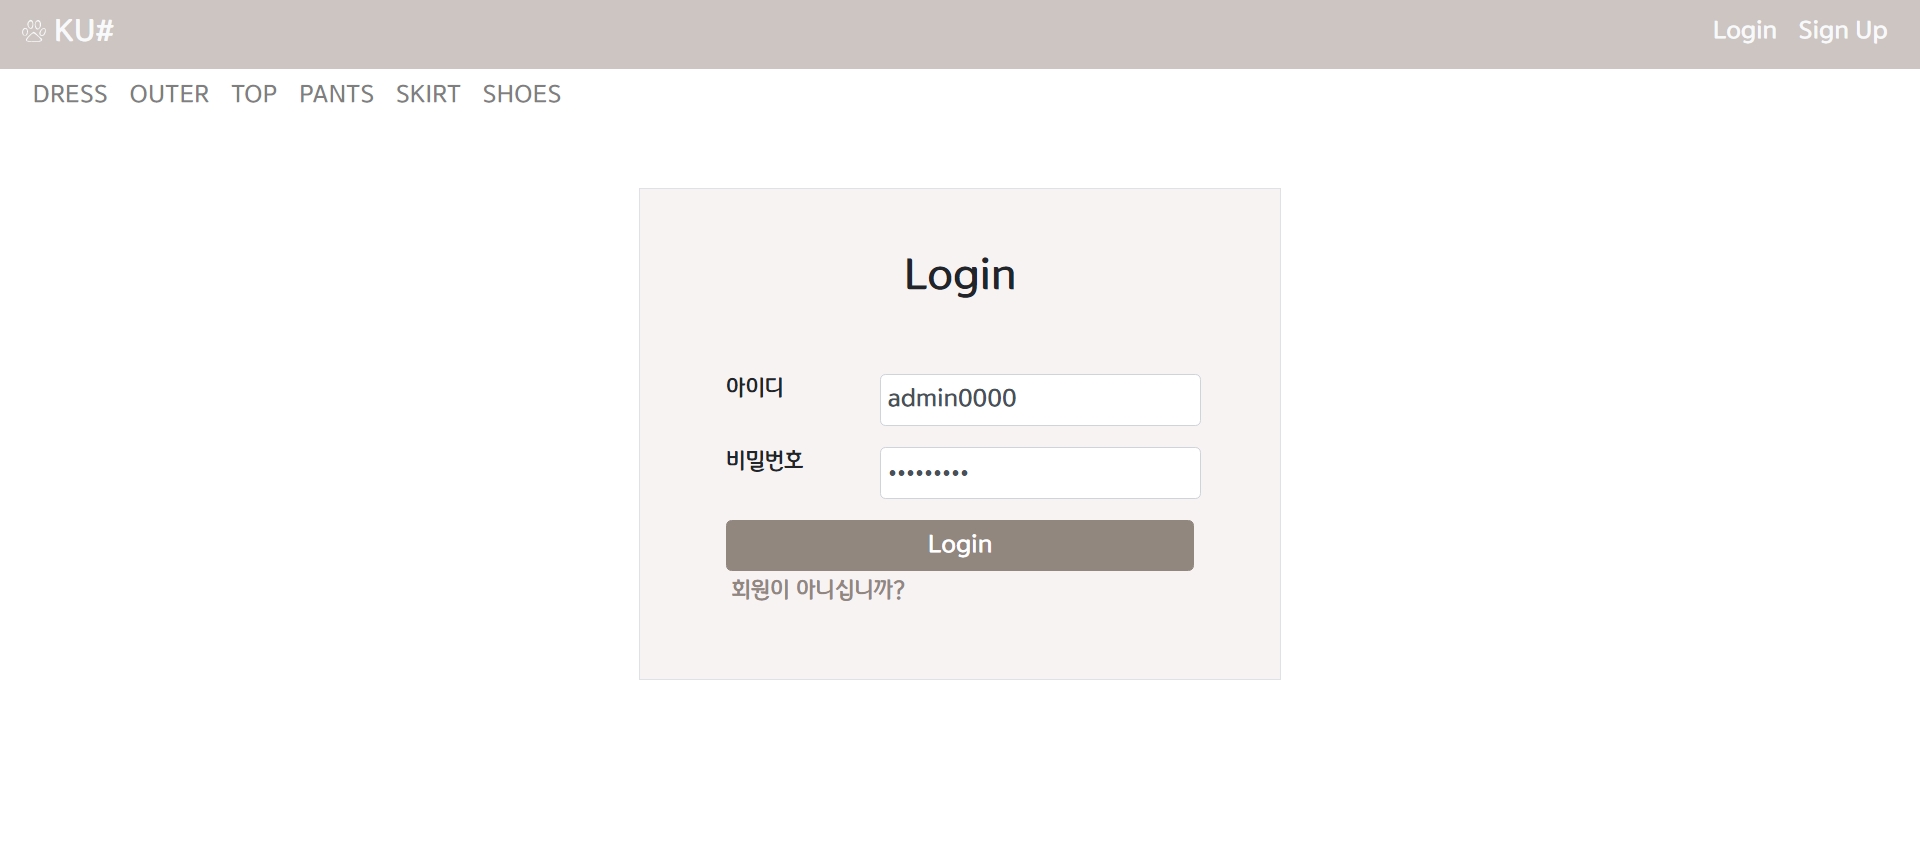 KU# Login Sign Up
DRESS OUTER TOP PANTS SKIRT SHOES
Login
아이디 admin0000
비밀번호 •••••••••
Login
회원이 아니십니까?